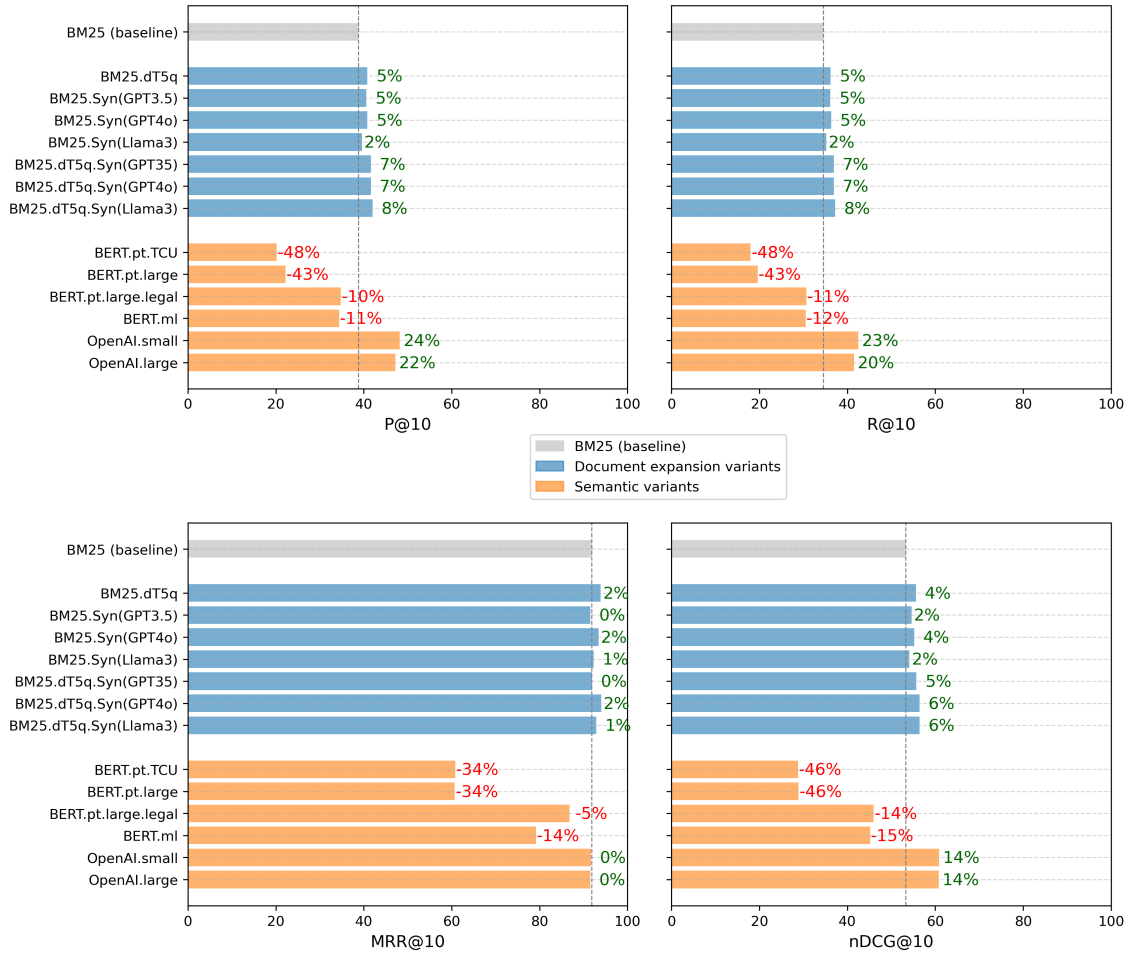 BM25 (baseline)
BM25.dT5q 5% 5%
BM25.Syn(GPT3.5) 5% 5%
BM25.Syn(GPT4o) 5% 5%
BM25.Syn(Llama3) 2% 2%
BM25.dT5q.Syn(GPT35) 7% 7%
BM25.dT5q.Syn(GPT4o) 7% 7%
BM25.dT5q.Syn(Llama3) 8% 8%
BERT.pt.TCU -48% -48%
BERT.pt.large -43% -43%
BERT.pt.large.legal -10% -11%
BERT.ml -11% -12%
OpenAI.small 24% 23%
OpenAI.large 22% 20%
0 20 40 60 80 100 0 20 40 60 80 100
P@10 R@10
BM25 (baseline)
Document expansion variants
Semantic variants
BM25 (baseline)
BM25.dT5q 2% 4%
BM25.Syn(GPT3.5) 0% 2%
BM25.Syn(GPT4o) 2% 4%
BM25.Syn(Llama3) 1% 2%
BM25.dT5q.Syn(GPT35) 0% 5%
BM25.dT5q.Syn(GPT4o) 2% 6%
BM25.dT5q.Syn(Llama3) 1% 6%
BERT.pt.TCU -34% -46%
BERT.pt.large -34% -46%
BERT.pt.large.legal -5% -14%
BERT.ml -14% -15%
OpenAI.small 0% 14%
OpenAI.large 0% 14%
0 20 40 60 80 100 0 20 40 60 80 100
MRR@10 nDCG@10